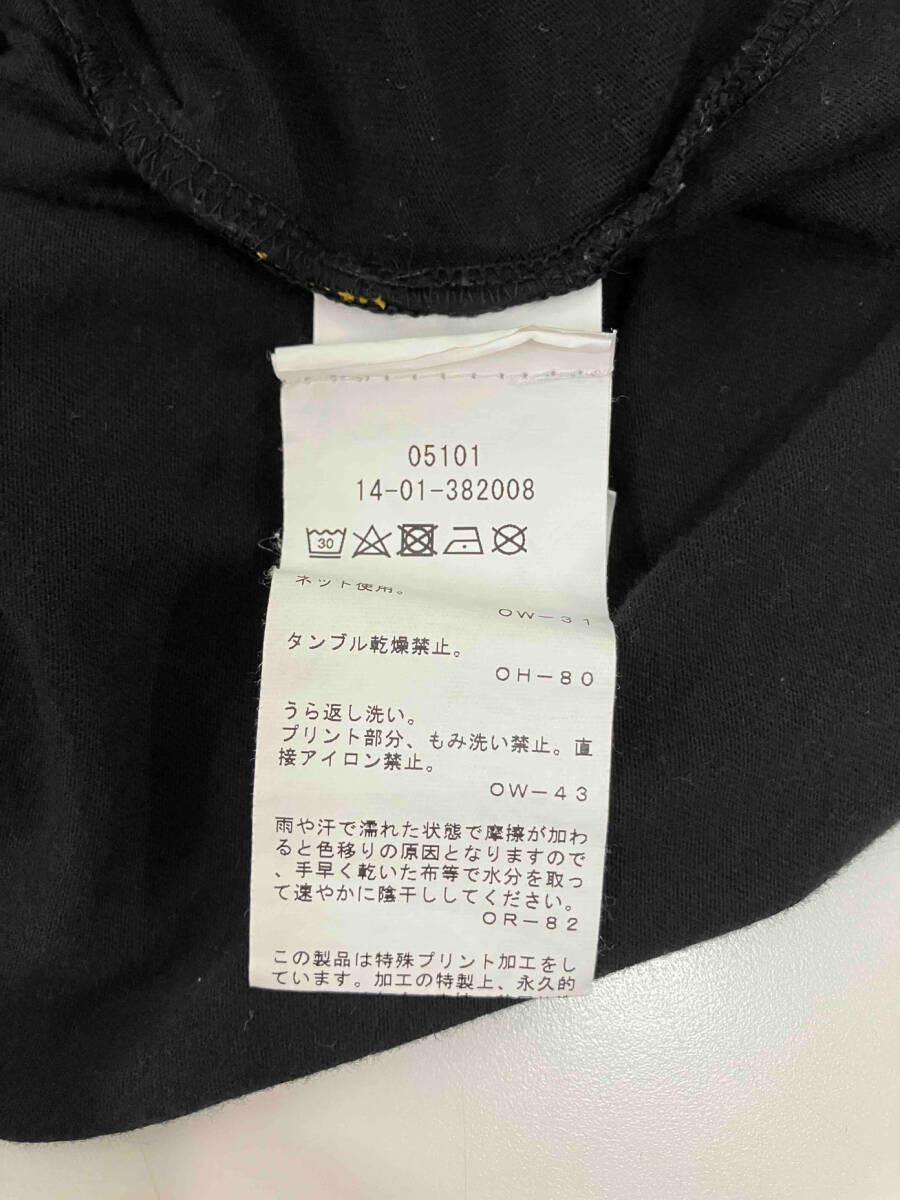 05101
14-01-382008
30
ネット使用。
OW-31
タンブル乾燥禁止。
OH-80
うら返し洗い。
プリント部分、もみ洗い禁止。直
接アイロン禁止。
OW-43
雨や汗で濡れた状態で摩擦が加わ
ると色移りの原因となりますので
、手早く乾いた布等で水分を取っ
て速やかに陰干ししてください。
OR-82
この製品は特殊プリント加工をし
ています。加工の特製上、永久的